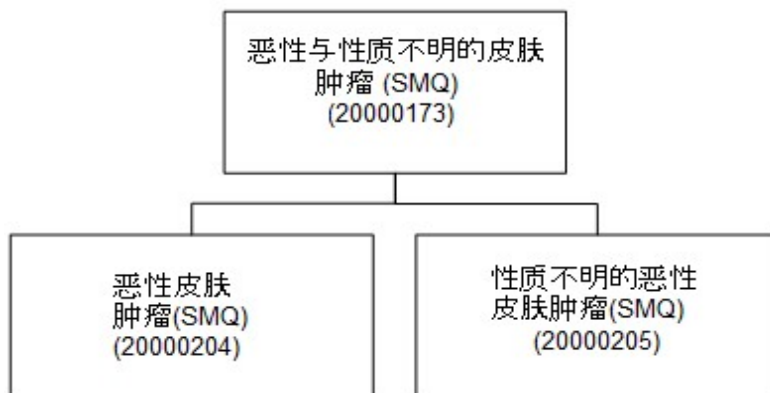 恶性与性质不明的皮肤
肿瘤 (SMQ)
(20000173)
恶性皮肤
肿瘤(SMQ)
(20000204)
性质不明的恶性
皮肤肿瘤(SMQ)
(20000205)